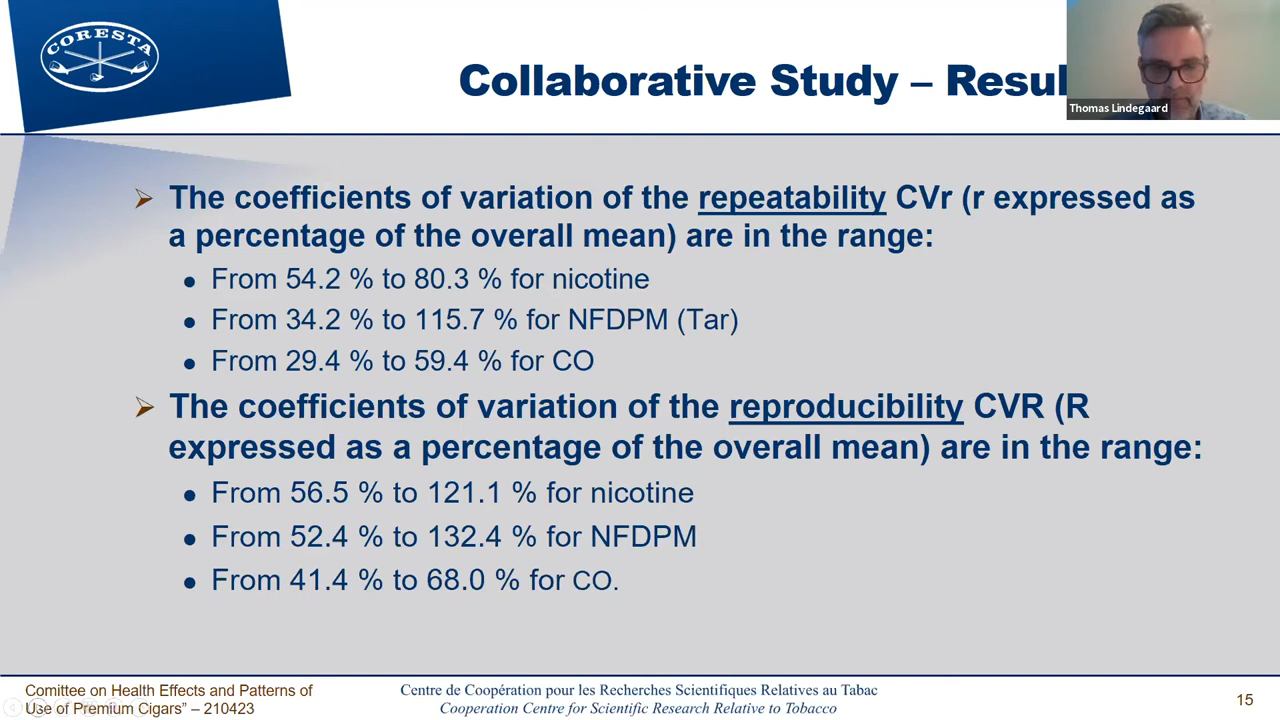 CORESTA
Collaborative Study – Resul
Thomas Lindegaard
The coefficients of variation of the repeatability CVr (r expressed as
a percentage of the overall mean) are in the range:
From 54.2 % to 80.3 % for nicotine
From 34.2 % to 115.7 % for NFDPM (Tar)
From 29.4 % to 59.4 % for CO
The coefficients of variation of the reproducibility CVR (R
expressed as a percentage of the overall mean) are in the range:
From 56.5 % to 121.1 % for nicotine
From 52.4 % to 132.4 % for NFDPM
From 41.4 % to 68.0 % for CO.
Comittee on Health Effects and Patterns of
Use of Premium Cigars” – 210423
Centre de Coopération pour les Recherches Scientifiques Relatives au Tabac
Cooperation Centre for Scientific Research Relative to Tobacco
15